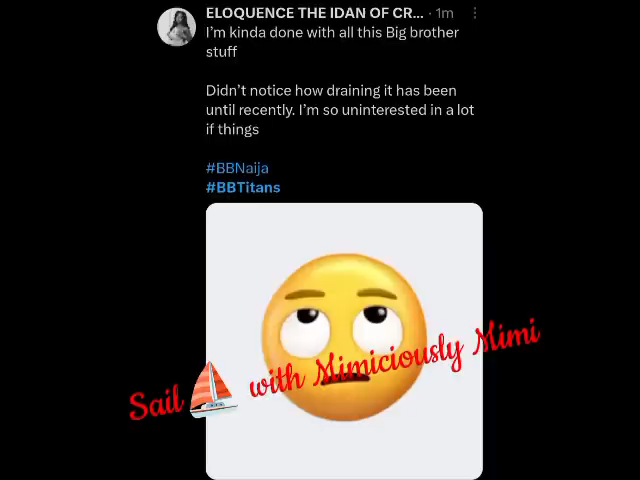 ELOQUENCE THE IDAN OF CR... · 1m
I'm kinda done with all this Big brother
stuff
Didn't notice how draining it has been
until recently. I'm so uninterested in a lot
if things
#BBNaija
#BBTitans
Sail with Mimiciously Mimi